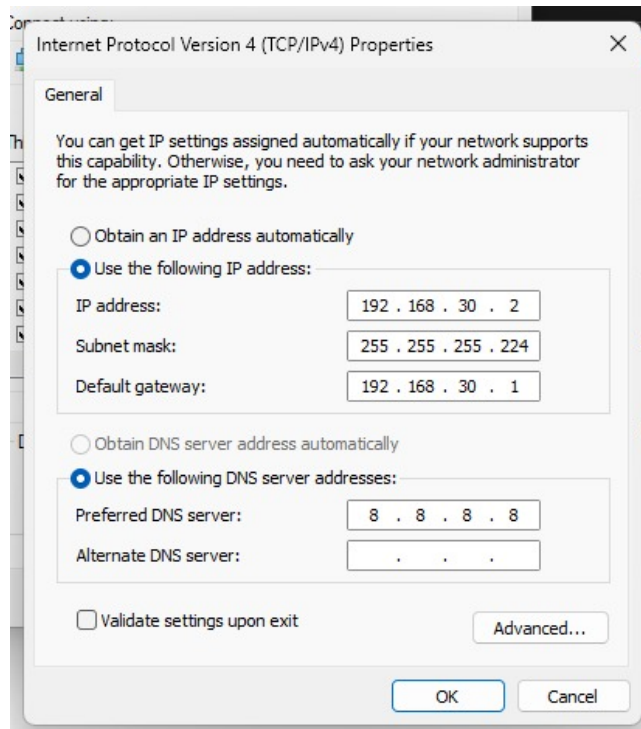 Internet Protocol Version 4 (TCP/IPv4) Properties
General
You can get IP settings assigned automatically if your network supports
this capability. Otherwise, you need to ask your network administrator
for the appropriate IP settings.
Obtain an IP address automatically
Use the following IP address:
IP address:
192 . 168 . 30 . 2
Subnet mask:
255 . 255 . 255 . 224
Default gateway:
192 . 168 . 30 . 1
Obtain DNS server address automatically
Use the following DNS server addresses:
Preferred DNS server:
8 . 8 . 8 . 8
Alternate DNS server:
. . .
Validate settings upon exit
Advanced...
OK
Cancel